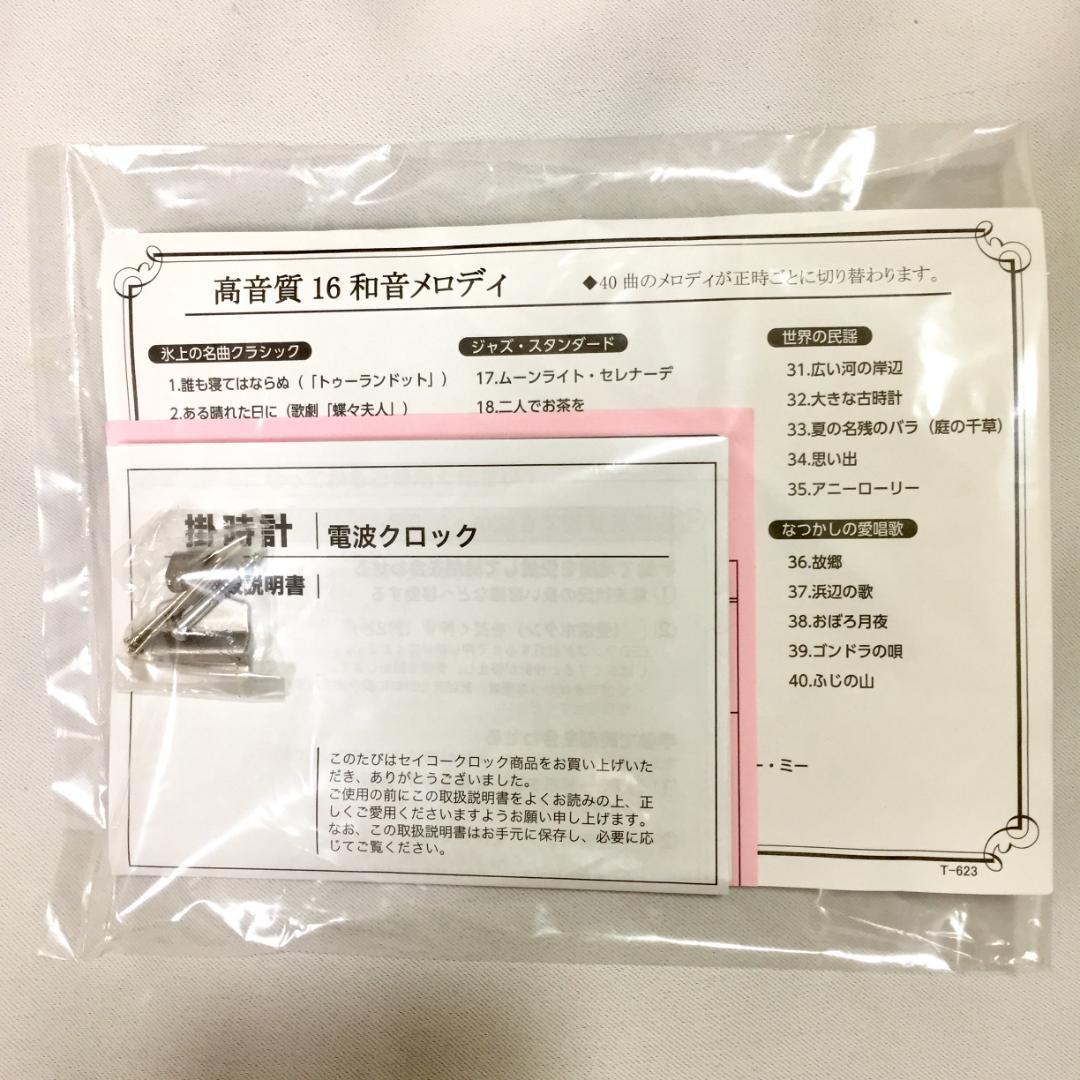 高音質 16 和音メロディ
◆40 曲のメロディが正時ごとに切り替わります。
氷上の名曲クラシック
1.誰も寝てはならぬ（「トゥーランドット」）
2.ある晴れた日に（歌劇「蝶々夫人」）
ジャズ・スタンダード
17.ムーンライト・セレナーデ
18.二人でお茶を
世界の民謡
31.広い河の岸辺
32.大きな古時計
33.夏の名残のバラ（庭の千草）
34.思い出
35.アニーローリー
なつかしの愛唱歌
36.故郷
37.浜辺の歌
38.おぼろ月夜
39.ゴンドラの唄
40.ふじの山
ー・ミー
T-623
掛時計
電波クロック
説明書
このたびはセイコークロック商品をお買い上げいた
だき、ありがとうございました。
ご使用の前にこの取扱説明書をよくお読みの上、正
しくご愛用くださいますようお願い申し上げます。
なお、この取扱説明書はお手元に保存し、必要に応
じてご覧ください。